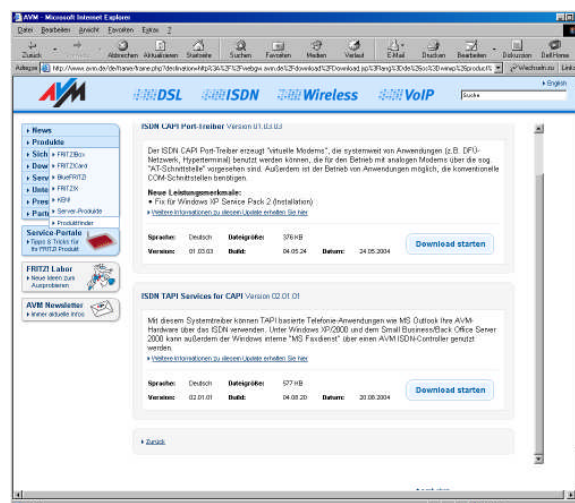 AVM - Microsoft Internet Explorer
Datei Bearbeiten Ansicht Favoriten Extras ?
Zurück Abbrechen Aktualisieren Startseite Suchen Favoriten Medien Verlauf E-Mail Drucken Bearbeiten Diskussion Dell Home
Adresse Wechseln zu Links
English
AVM DSL ISDN Wireless VoIP Suche
News
Produkte
FRITZ!Box
FRITZ!Card
BlueFRITZ!
FRITZ!X
KEN!
Server-Produkte
Produktfinder
Service-Portale
Tipps & Tricks für
Ihr FRITZ! Produkt
FRITZ! Labor
Neue Ideen zum
Ausprobieren
AVM Newsletter
Immer aktuelle Infos
ISDN CAPI Port-Treiber Version 01.03.03
Der ISDN CAPI Port-Treiber erzeugt "virtuelle Modems", die systemweit von Anwendungen (z.B. DFÜ-
Netzwerk, Hyperterminal) benutzt werden können, die für den Betrieb mit analogen Modems über die sog
"AT-Schnittstelle" vorgesehen sind. Außerdem ist der Betrieb von Anwendungen möglich, die konventionelle
COM-Schnittstellen benötigen.
Neue Leistungsmerkmale:
• Fix für Windows XP Service Pack 2 (Installation)
Weitere Informationen zu diesem Update erhalten Sie hier
Sprache: Deutsch Dateigröße: 376 KB
Version: 01.03.03 Build: 04.05.24 Datum: 24.05.2004
Download starten
ISDN TAPI Services for CAPI Version 02.01.01
Mit diesem Systemtreiber können TAPI basierte Telefonie-Anwendungen wie MS Outlook Ihre AVM-
Hardware über das ISDN verwenden. Unter Windows XP/2000 und dem Small Business/Back Office Server
2000 kann außerdem der Windows interne "MS Faxdienst" über einen AVM ISDN-Controller genutzt
werden.
Weitere Informationen zu diesem Update erhalten Sie hier
Sprache: Deutsch Dateigröße: 577 KB
Version: 02.01.01 Build: 04.08.20 Datum: 20.08.2004
Download starten
Zurück